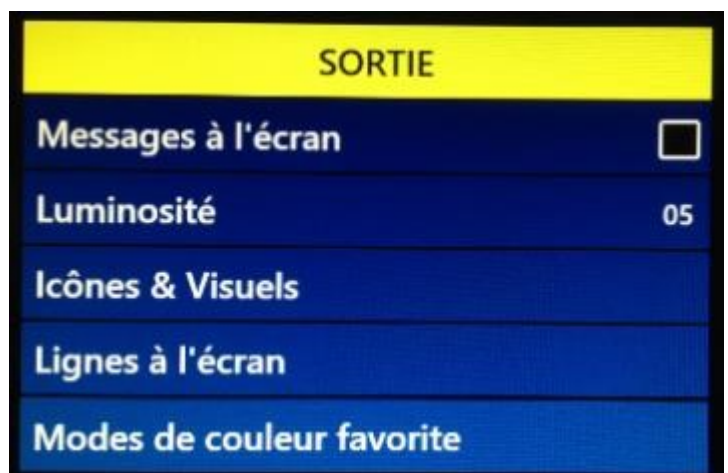 SORTIE
Messages à l'écran
Luminosité 05
Icônes & Visuels
Lignes à l'écran
Modes de couleur favorite